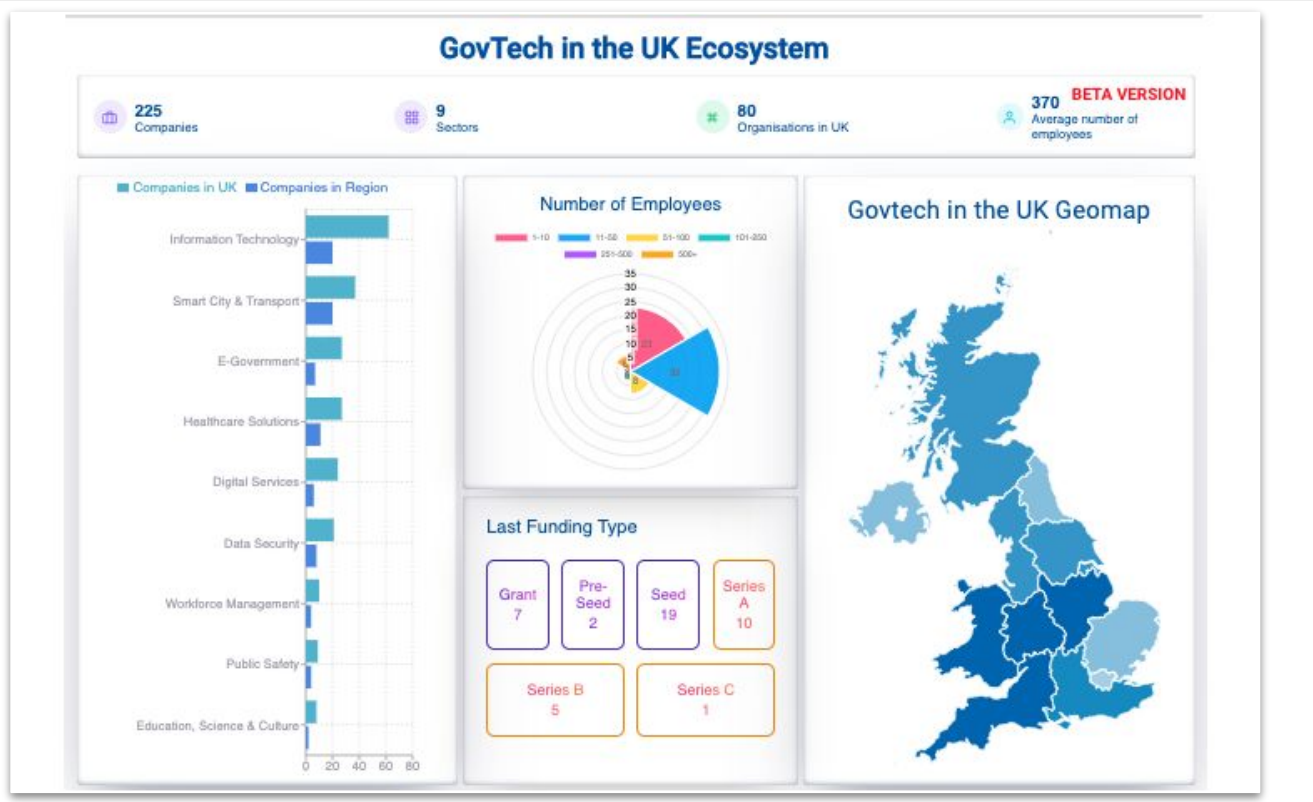 GovTech in the UK Ecosystem
225
Companies
9
Sectors
80
Organisations in UK
370
BETA VERSION
Average number of
employees
Companies in UK
Companies in Region
Information Technology
Smart City & Transport
E-Government
Healthcare Solutions
Digital Services
Data Security
Workforce Management
Public Safety
Education, Science & Culture
0 20 40 60 80
Number of Employees
1-10 11-50 51-100 101-250
251-500 500+
35
30
25
20
15
10
5
Last Funding Type
Grant
7
Pre-
Seed
2
Seed
19
Series
A
10
Series B
5
Series C
1
Govtech in the UK Geomap